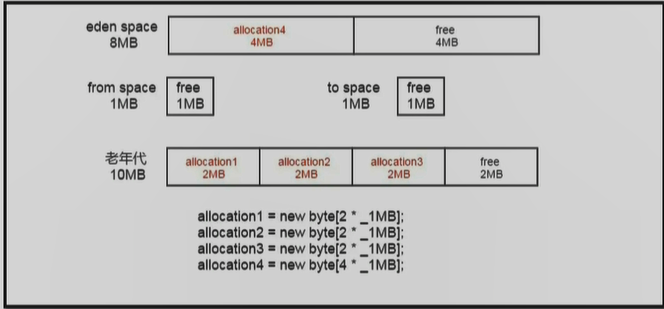 eden space
8MB
allocation4
4MB
free
4MB
from space
1MB
free
1MB
to space
1MB
free
1MB
老年代
10MB
allocation1
2MB
allocation2
2MB
allocation3
2MB
free
2MB
allocation1 = new byte[2 * _1MB];
allocation2 = new byte[2 * _1MB];
allocation3 = new byte[2 * _1MB];
allocation4 = new byte[4 * _1MB];